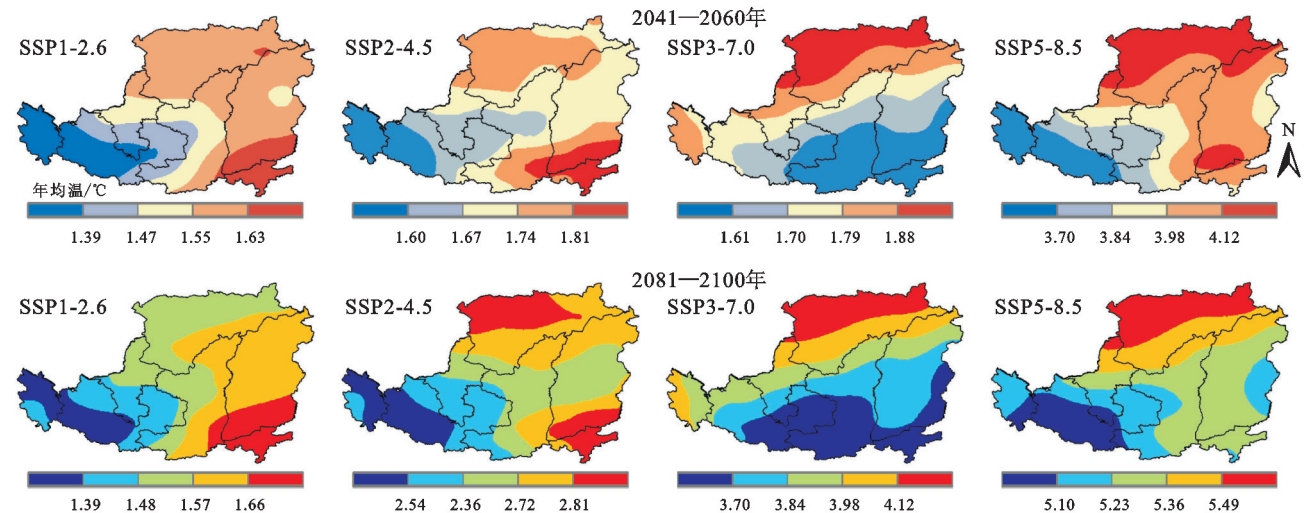 2041—2060年
SSP1-2.6
SSP2-4.5
SSP3-7.0
SSP5-8.5
N
年均温/℃
1.39 1.47 1.55 1.63
1.60 1.67 1.74 1.81
1.61 1.70 1.79 1.88
3.70 3.84 3.98 4.12
2081—2100年
SSP1-2.6
SSP2-4.5
SSP3-7.0
SSP5-8.5
1.39 1.48 1.57 1.66
2.54 2.36 2.72 2.81
3.70 3.84 3.98 4.12
5.10 5.23 5.36 5.49